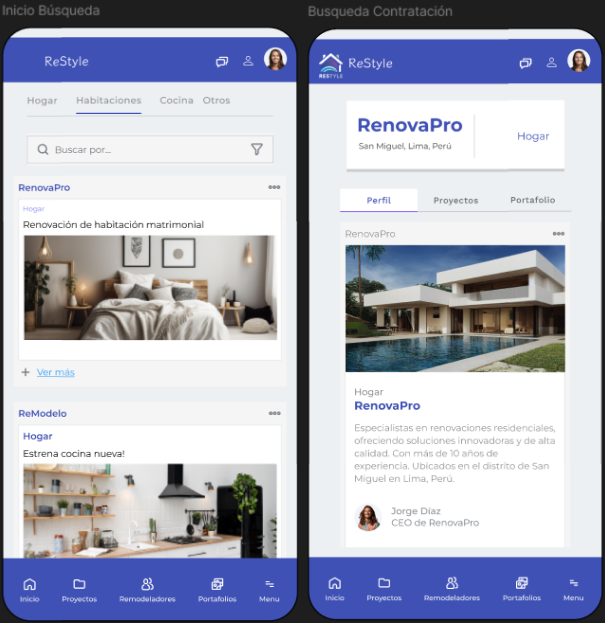 Inicio Búsqueda
ReStyle
Hogar Habitaciones Cocina Otros
Buscar por...
RenovaPro
Hogar
Renovación de habitación matrimonial
+ Ver más
ReModelo
Hogar
Estrena cocina nueva!
Inicio Proyectos Remodeladores Portafolios Menu
Busqueda Contratación
RESTYLE
ReStyle
RenovaPro
San Miguel, Lima, Perú
Hogar
Perfil Proyectos Portafolio
RenovaPro
Hogar
RenovaPro
Especialistas en renovaciones residenciales,
ofreciendo soluciones innovadoras y de alta
calidad. Con más de 10 años de
experiencia. Ubicados en el distrito de San
Miguel en Lima, Perú.
Jorge Díaz
CEO de RenovaPro
Inicio Proyectos Remodeladores Portafolios Menu